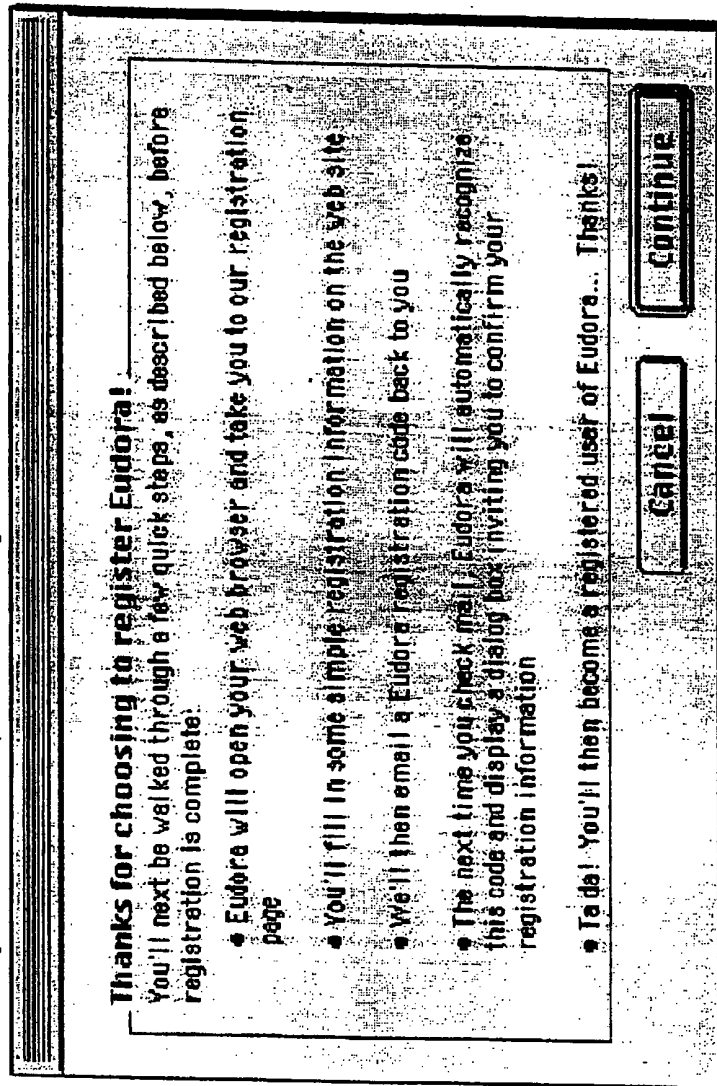 Thanks for choosing to register Eudora!
You'll next be walked through a few quick steps, as described below, before
registration is complete:
• Eudora will open your web browser and take you to our registration
page
• You'll fill in some simple registration information on the web site
• We'll then email a Eudora registration code back to you
• The next time you check mail, Eudora will automatically recognize
this code and display a dialog box inviting you to confirm your
registration information
• Ta da! You'll then become a registered user of Eudora... Thanks!
Cancel
Continue